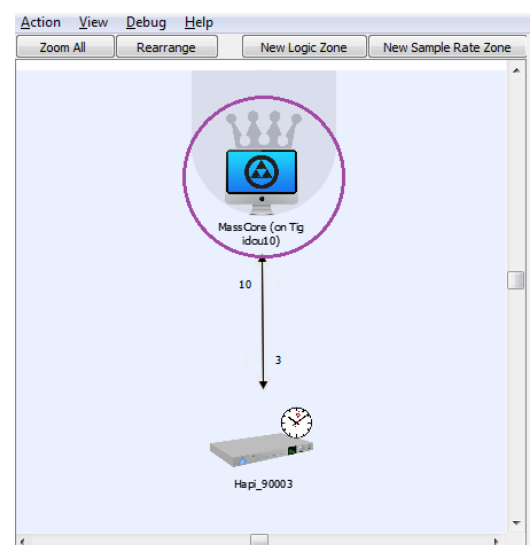 Action View Debug Help
Zoom All Rearrange New Logic Zone New Sample Rate Zone
MassCore (on Tig
idou10)
10
3
Hapi_90003